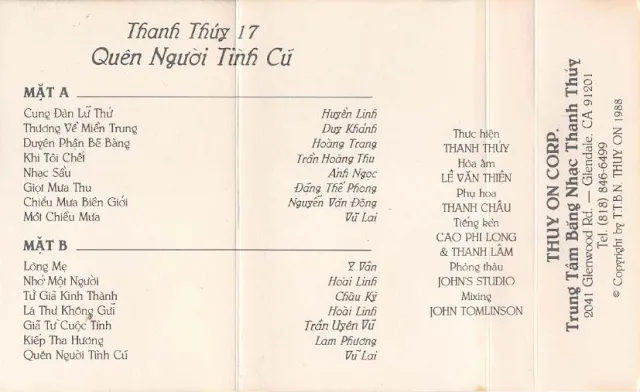 Thanh Thúy 17
Quên Người Tình Cũ
MẶT A
Cung Đàn Lữ Thứ Huyền Linh
Thương Về Miền Trung Duy Khánh
Duyên Phận Bẽ Bàng Hoàng Trang
Khi Tôi Chết Trần Hoàng Thu
Nhạc Sầu Anh Ngọc
Giọt Mưa Thu Đặng Thế Phong
Chiều Mưa Biên Giới Nguyễn Văn Đông
Mỗi Chiều Mưa Vũ Lai
MẶT B
Lòng Mẹ Y Vân
Nhớ Một Người Hoài Linh
Từ Giã Kinh Thành Châu Kỳ
Lá Thư Không Gửi Hoài Linh
Giã Từ Cuộc Tình Trần Uyên Vũ
Kiếp Tha Hương Lam Phương
Quên Người Tình Cũ Vũ Lai
Thực hiện
THANH THÚY
Hòa âm
LÊ VĂN THIỆN
Phụ họa
THANH CHÂU
Tiếng kèn
CAO PHI LONG
& THANH LÂM
Phòng thâu
JOHN'S STUDIO
Mixing
JOHN TOMLINSON
THUY ON CORP.
Trung Tâm Băng Nhạc Thanh Thúy
2041 Glenwood Rd. — Glendale, CA 91201
Tel. (818) 846-6499
© Copyright by T.T.B.N. THUY ON 1988